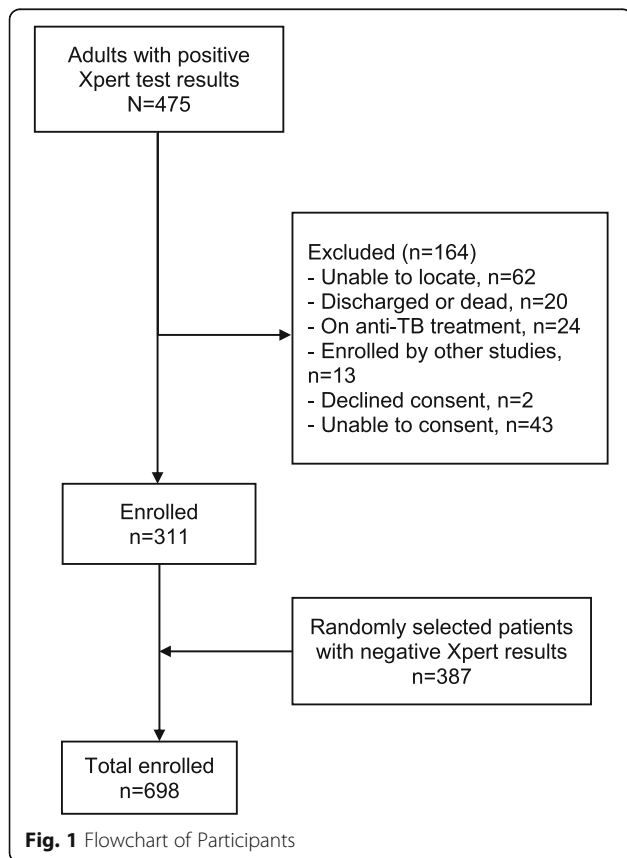 Adults with positive
Xpert test results
N=475
Excluded (n=164)
- Unable to locate, n=62
- Discharged or dead, n=20
- On anti-TB treatment, n=24
- Enrolled by other studies,
n=13
- Declined consent, n=2
- Unable to consent, n=43
Enrolled
n=311
Randomly selected patients
with negative Xpert results
n=387
Total enrolled
n=698
Fig. 1 Flowchart of Participants